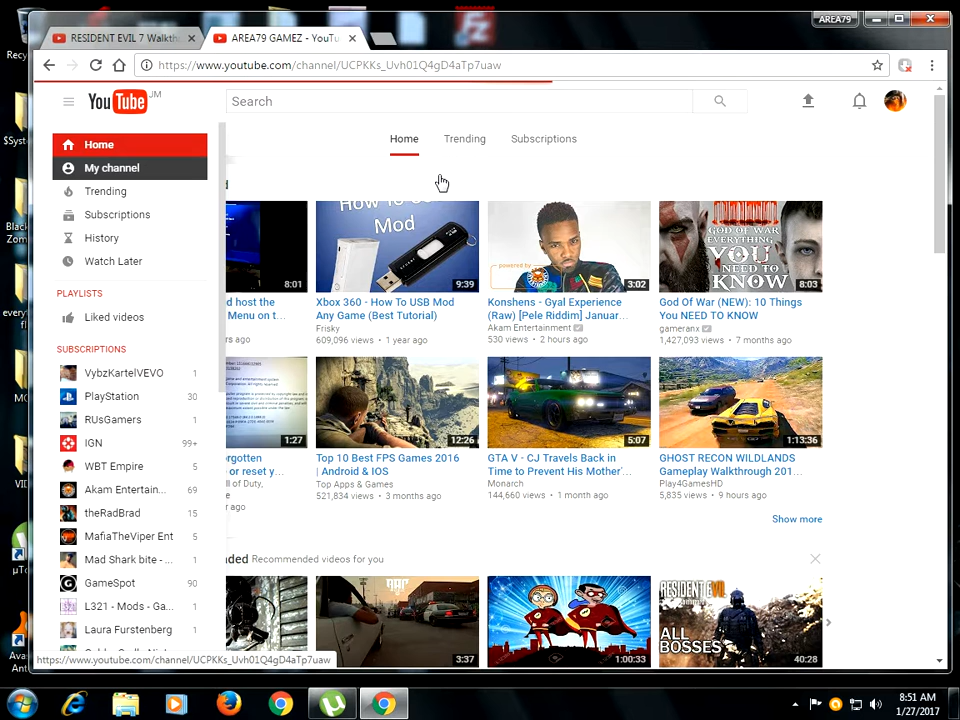 Recy
AREA79
RESIDENT EVIL 7 Walkth
AREA79 GAMEZ - YouTu
https://www.youtube.com/channel/UCPKKs_Uvh01Q4gD4aTp7uaw
YouTube JM
Search
Home
Trending
Subscriptions
Home
My channel
Trending
Subscriptions
History
Watch Later
PLAYLISTS
Liked videos
SUBSCRIPTIONS
VybzKartelVEVO 1
PlayStation 30
RUsGamers 1
IGN 99+
WBT Empire 5
Akam Entertain... 69
theRadBrad 15
MafiaTheViper Ent 5
Mad Shark bite - ... 1
GameSpot 90
L321 - Mods - Ga... 1
Laura Furstenberg 1
https://www.youtube.com/channel/UCPKKs_Uvh01Q4gD4aTp7uaw
d
8:01
d host the
Menu on t...
ars ago
Mod
9:39
Xbox 360 - How To USB Mod
Any Game (Best Tutorial)
Frisky
609,096 views • 1 year ago
powered by
3:02
Konshens - Gyal Experience
(Raw) [Pele Riddim] Januar...
Akam Entertainment
530 views • 2 hours ago
GOD OF WAR
EVERYTHING
YOU
NEED TO
KNOW
8:03
God Of War (NEW): 10 Things
You NEED TO KNOW
gameranx
1,427,093 views • 7 months ago
1:27
orgotten
e or reset y...
ll of Duty,
e
ars ago
12:26
Top 10 Best FPS Games 2016
| Android & IOS
Top Apps & Games
521,834 views • 3 months ago
5:07
GTA V - CJ Travels Back in
Time to Prevent His Mother'...
Monarch
144,660 views • 1 month ago
1:13:36
GHOST RECON WILDLANDS
Gameplay Walkthrough 201...
Play4GamesHD
5,835 views • 9 hours ago
Show more
ded Recommended videos for you
3:37
1:00:33
RESIDENT EVIL
ALL
BOSSES
40:28
8:51 AM
1/27/2017